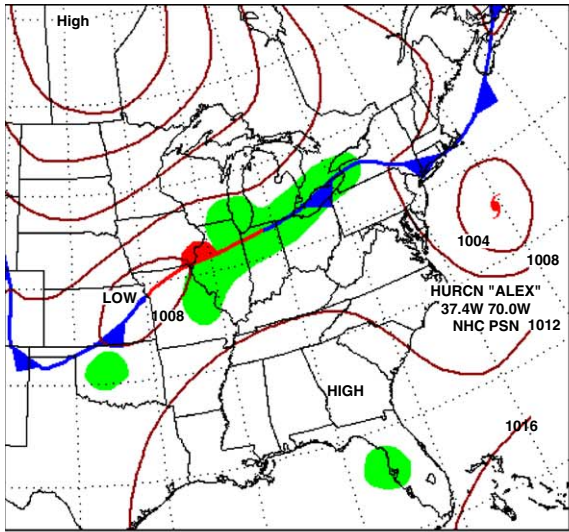 High
1004
1008
HURCN "ALEX"
37.4W 70.0W
NHC PSN
1012
LOW
1008
HIGH
1016